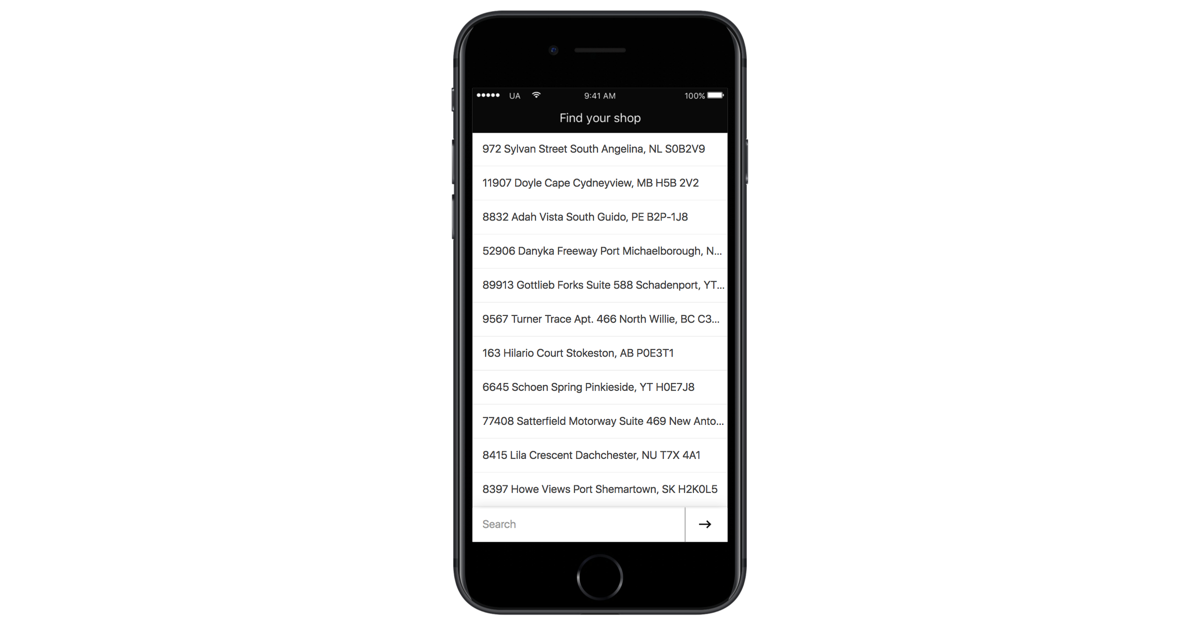 UA 9:41 AM 100%
Find your shop
972 Sylvan Street South Angelina, NL S0B2V9
11907 Doyle Cape Cydneyview, MB H5B 2V2
8832 Adah Vista South Guido, PE B2P-1J8
52906 Danyka Freeway Port Michaelborough, N...
89913 Gottlieb Forks Suite 588 Schadenport, YT...
9567 Turner Trace Apt. 466 North Willie, BC C3...
163 Hilario Court Stokeston, AB P0E3T1
6645 Schoen Spring Pinkieside, YT H0E7J8
77408 Satterfield Motorway Suite 469 New Anto...
8415 Lila Crescent Dachchester, NU T7X 4A1
8397 Howe Views Port Shemartown, SK H2K0L5
Search